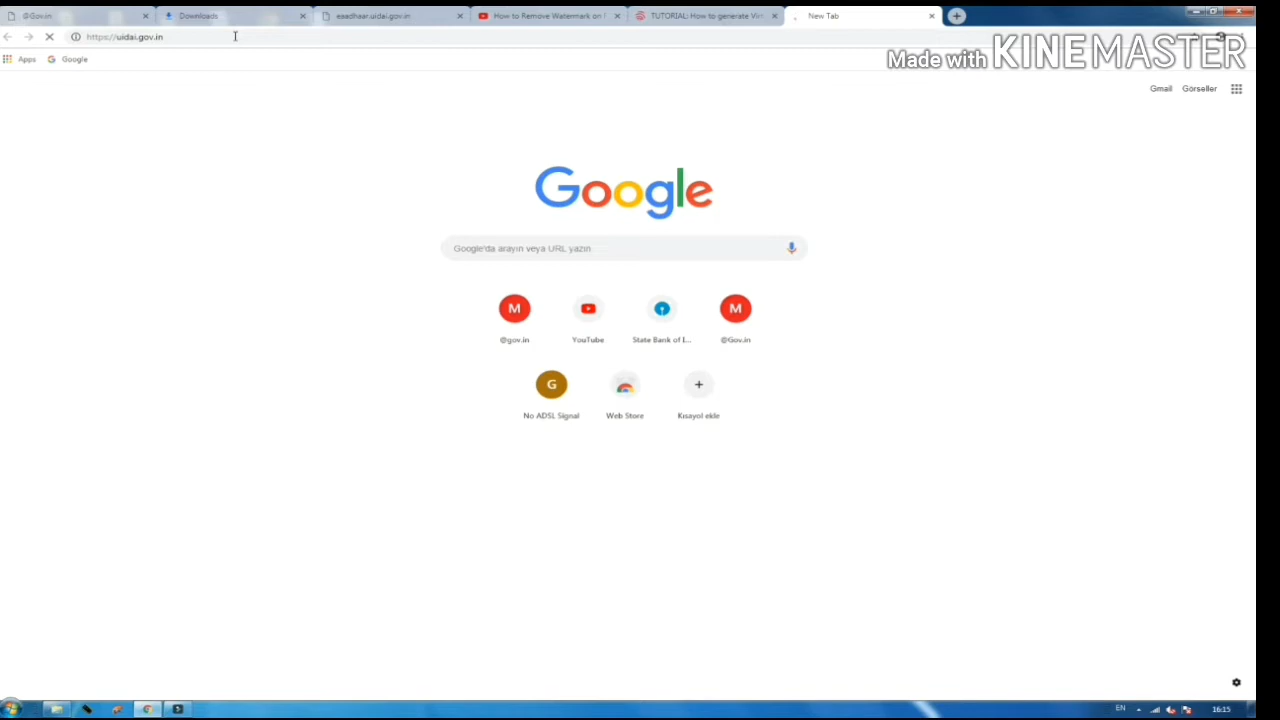 @Gov.in
Downloads
eaadhaar.uidai.gov.in
How to Remove Watermark on
TUTORIAL: How to generate Virt
New Tab
https://uidai.gov.in
Made with KINEMASTER
Apps
Google
Gmail
Görseller
Google
Google'da arayın veya URL yazın
M
@gov.in
YouTube
State Bank of I...
M
@Gov.in
G
No ADSL Signal
Web Store
Kısayol ekle
EN
16:15